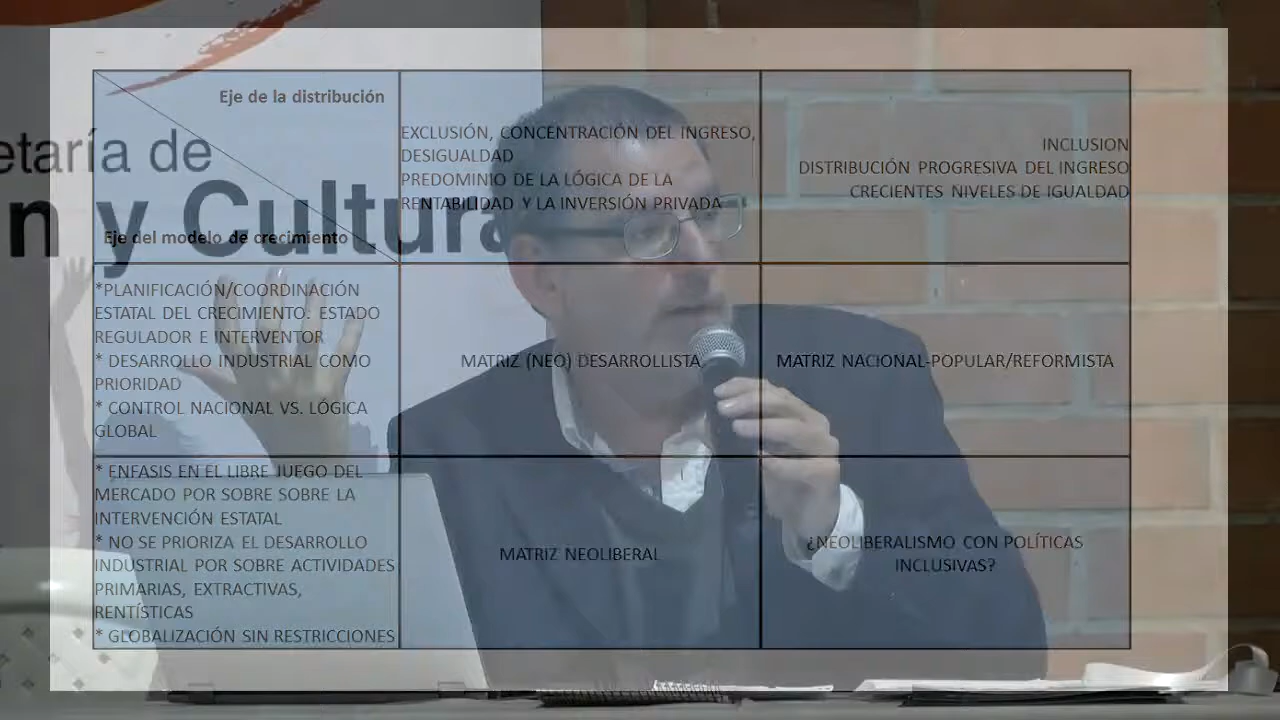 etaría de
n y Cultura
Eje de la distribución
Eje del modelo de crecimiento
EXCLUSIÓN, CONCENTRACIÓN DEL INGRESO,
DESIGUALDAD
PREDOMINIO DE LA LÓGICA DE LA
RENTABILIDAD Y LA INVERSIÓN PRIVADA
INCLUSION
DISTRIBUCIÓN PROGRESIVA DEL INGRESO
CRECIENTES NIVELES DE IGUALDAD
*PLANIFICACIÓN/COORDINACIÓN
ESTATAL DEL CRECIMIENTO. ESTADO
REGULADOR E INTERVENTOR
* DESARROLLO INDUSTRIAL COMO
PRIORIDAD
* CONTROL NACIONAL VS. LÓGICA
GLOBAL
MATRIZ (NEO) DESARROLLISTA
MATRIZ NACIONAL-POPULAR/REFORMISTA
* ENFASIS EN EL LIBRE JUEGO DEL
MERCADO POR SOBRE SOBRE LA
INTERVENCIÓN ESTATAL
* NO SE PRIORIZA EL DESARROLLO
INDUSTRIAL POR SOBRE ACTIVIDADES
PRIMARIAS, EXTRACTIVAS,
RENTÍSTICAS
* GLOBALIZACIÓN SIN RESTRICCIONES
MATRIZ NEOLIBERAL
¿NEOLIBERALISMO CON POLÍTICAS
INCLUSIVAS?